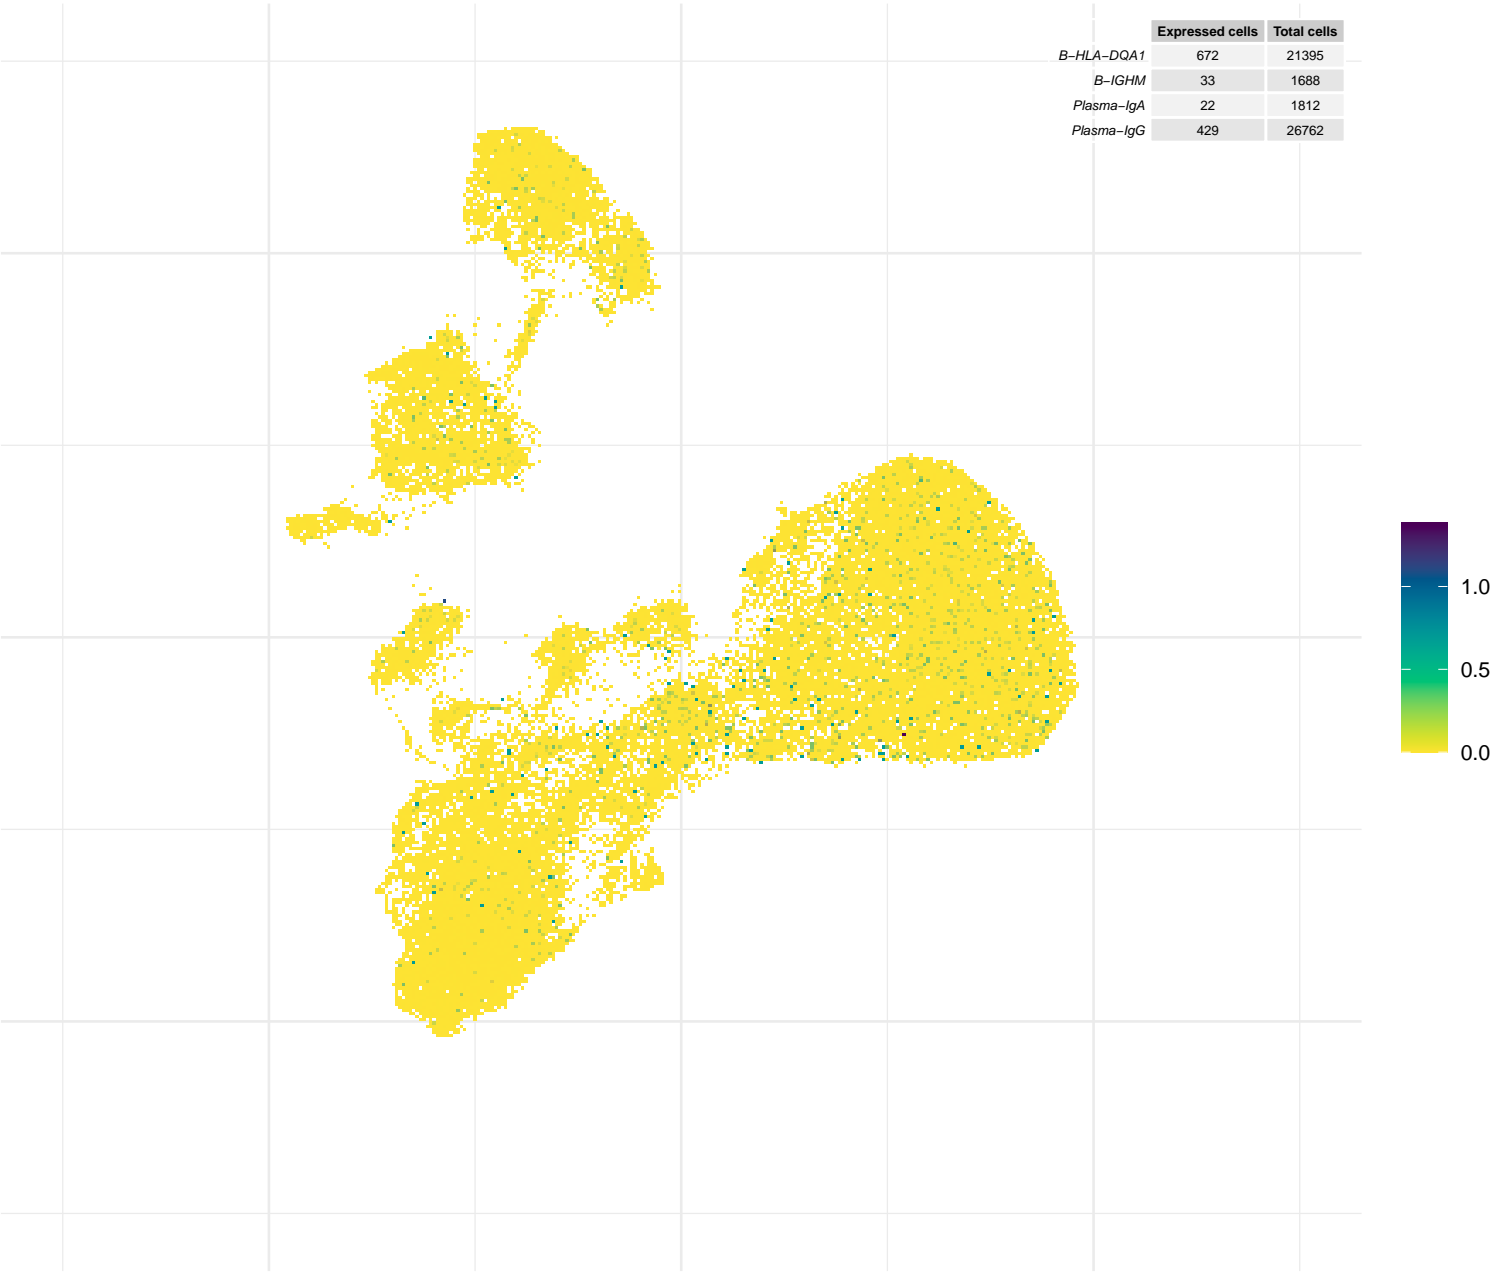 Expressed cells Total cells
B−HLA−DQA1 672 21395
B−IGHM 33 1688
Plasma−IgA 22 1812
Plasma−IgG 429 26762
1.0
0.5
0.0